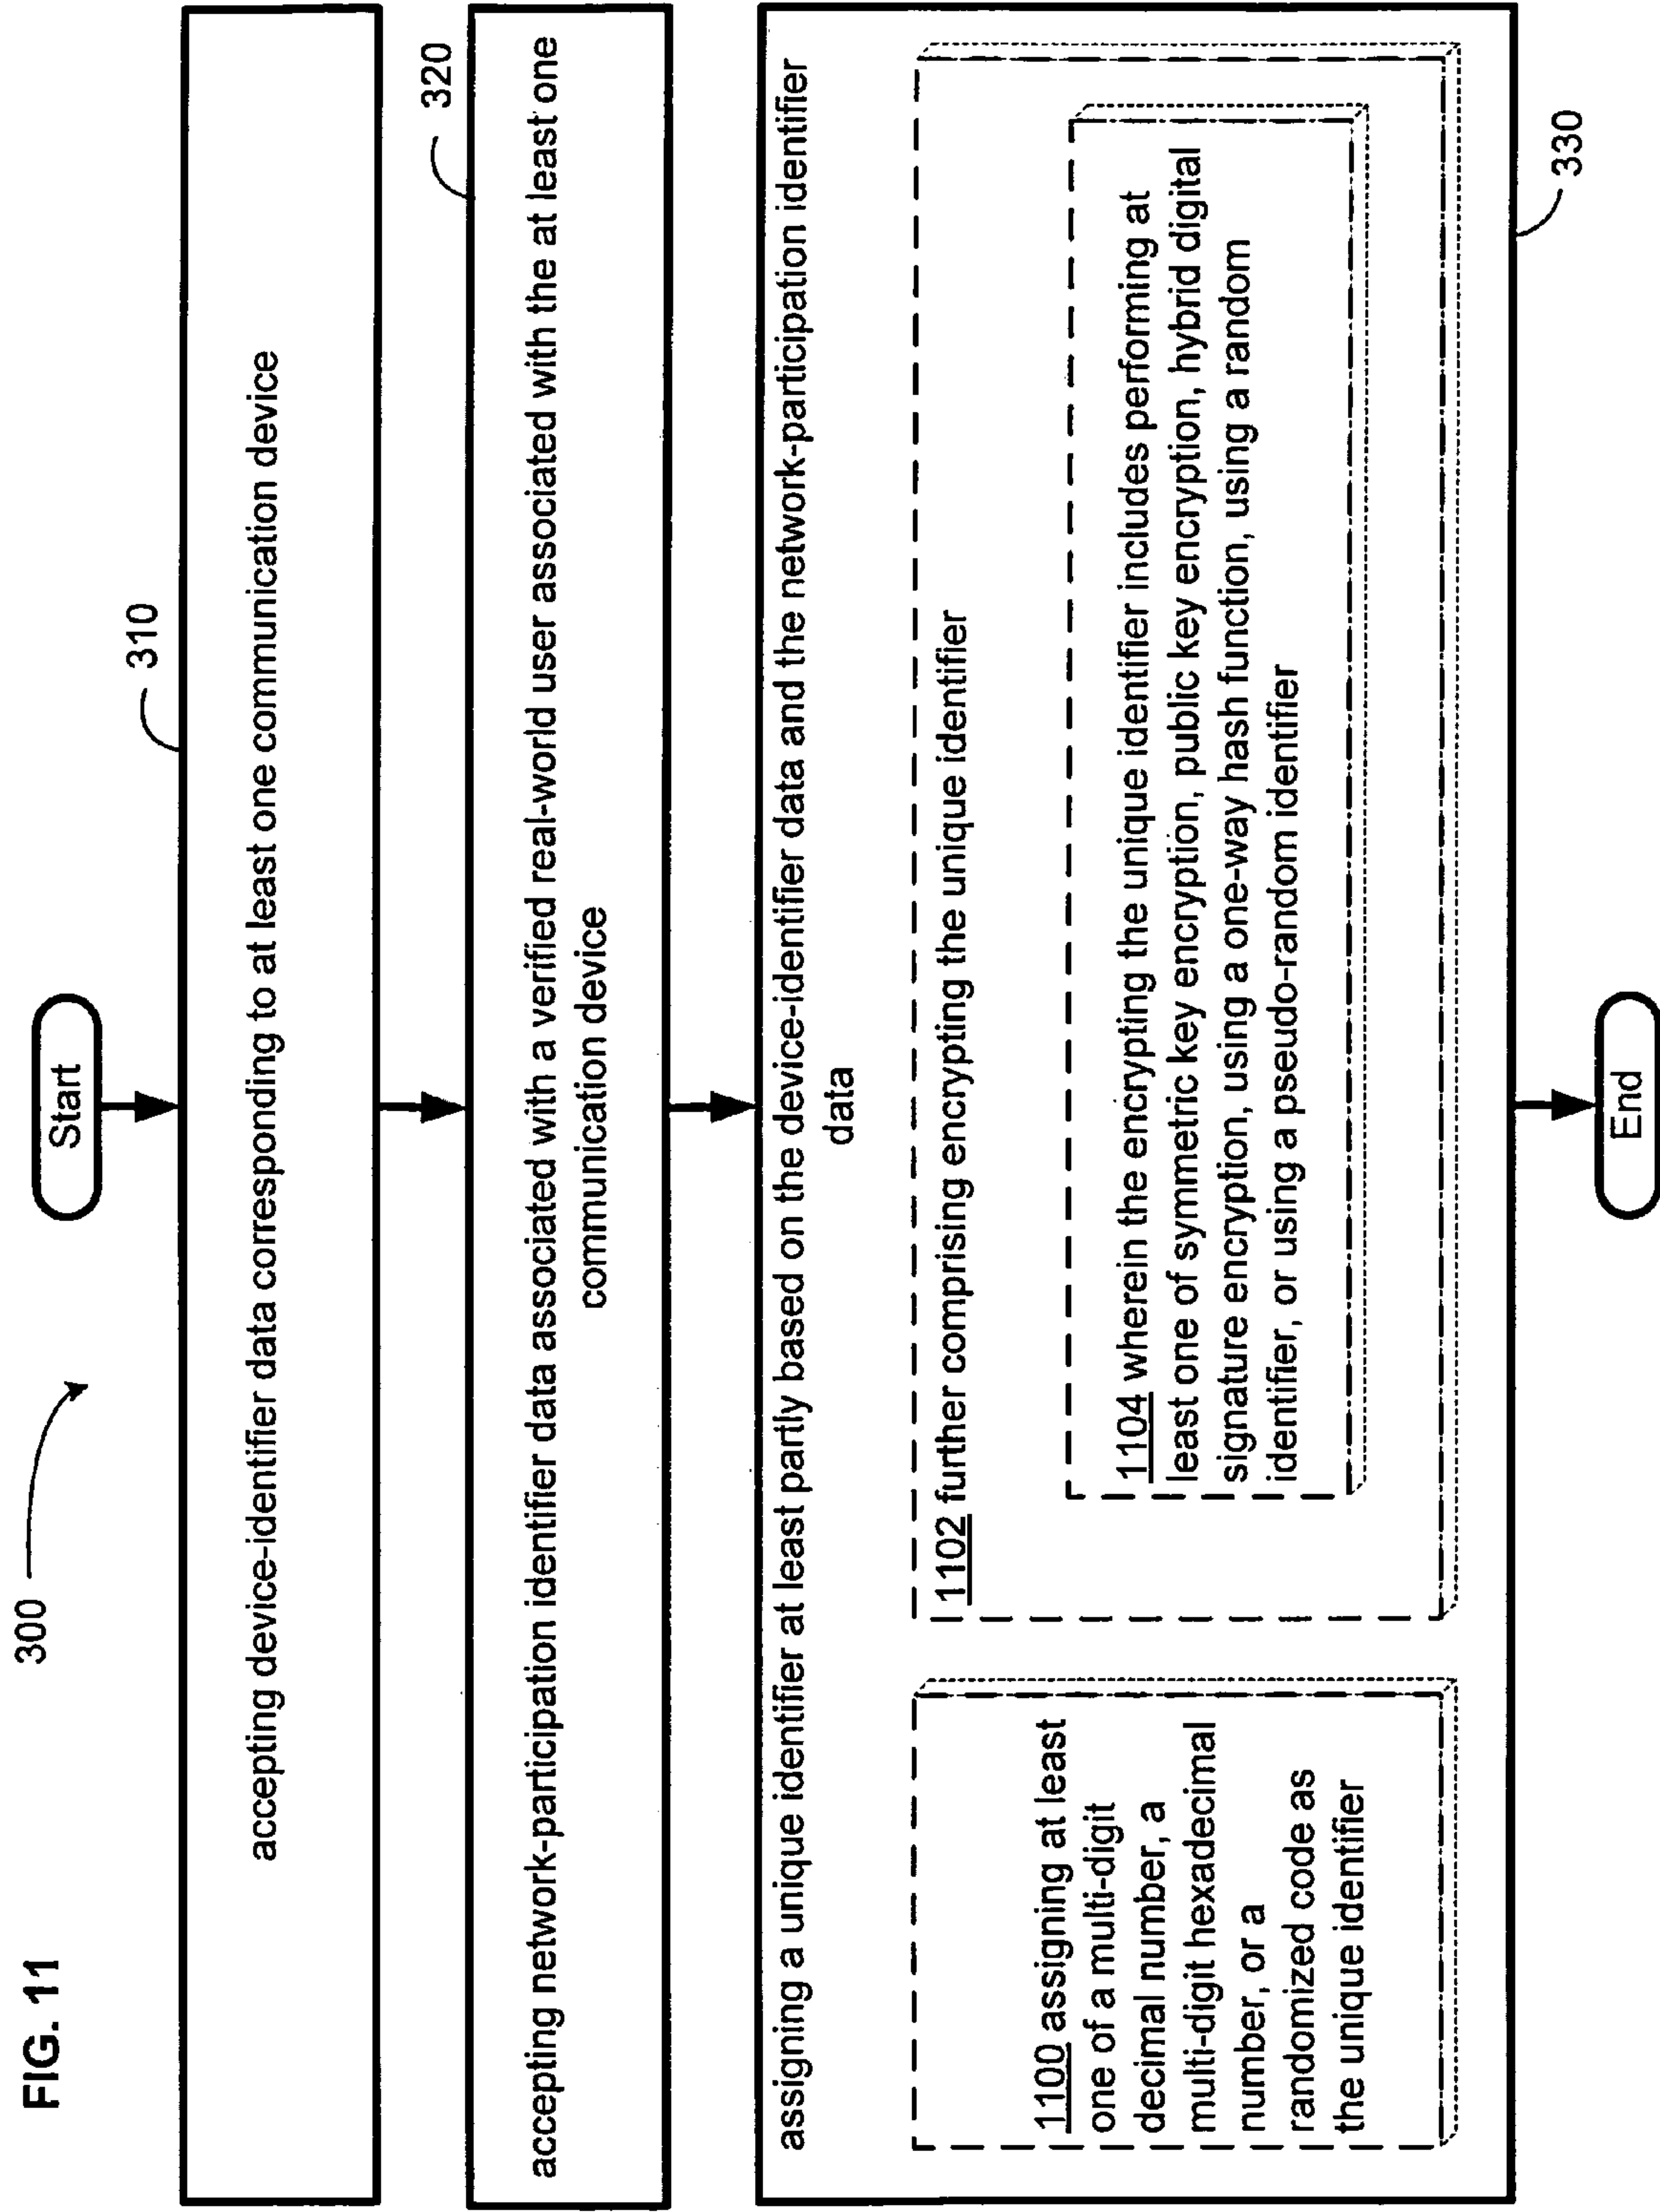 FIG. 11
300
Start
310
accepting device-identifier data corresponding to at least one communication device
320
accepting network-participation identifier data associated with a verified real-world user associated with the at least one
communication device
assigning a unique identifier at least partly based on the device-identifier data and the network-participation identifier
data
1100 assigning at least
one of a multi-digit
decimal number, a
multi-digit hexadecimal
number, or a
randomized code as
the unique identifier
1102 further comprising encrypting the unique identifier
1104 wherein the encrypting the unique identifier includes performing at
least one of symmetric key encryption, public key encryption, hybrid digital
signature encryption, using a one-way hash function, using a random
identifier, or using a pseudo-random identifier
330
End